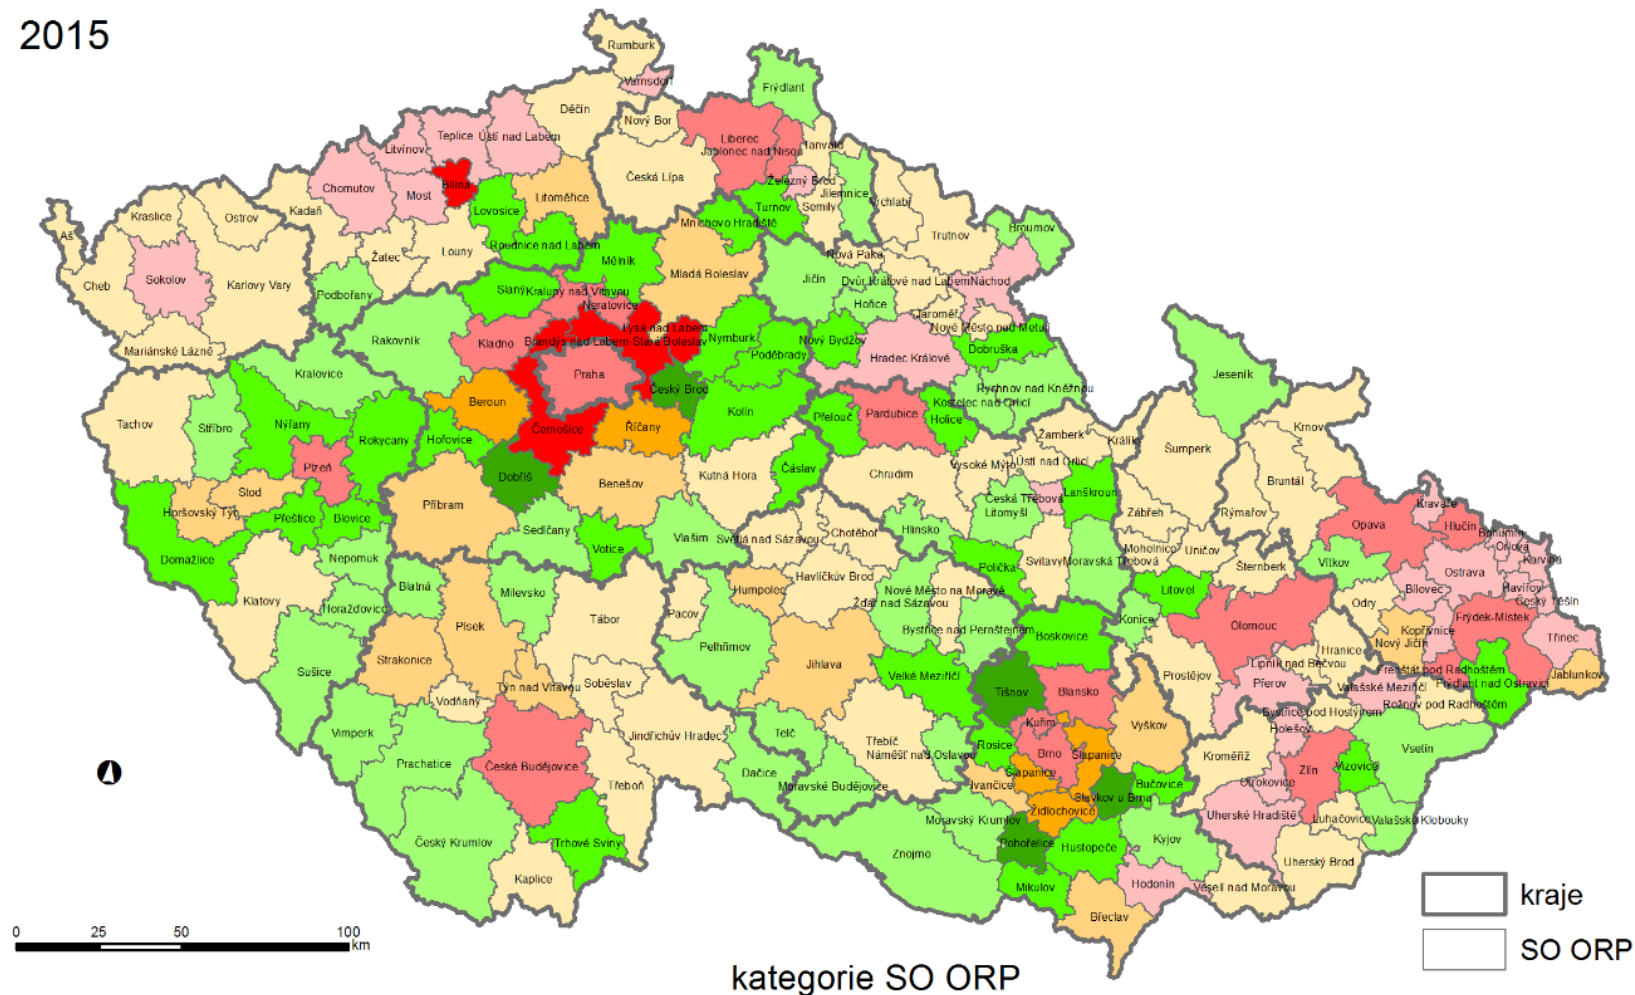 2015
Rumburk
Varnsdorf
Frýdlant
Děčín
Nový Bor
Teplice
Ústí nad Labem
Liberec
Jablonec nad Nisou
Tanvald
Litvínov
Česká Lípa
Železný Brod
Chomutov
Most
Bílina
Litoměřice
Jilemnice
Semily
Vrchlabí
Kadaň
Lovosice
Turnov
Kraslice
Ostrov
Mnichovo Hradiště
Trutnov
Broumov
Aš
Louny
Roudnice nad Labem
Žatec
Mělník
Mladá Boleslav
Nová Paka
Sokolov
Cheb
Karlovy Vary
Podbořany
Slaný
Kralupy nad Vltavou
Neratovice
Jičín
Dvůr Králové nad Labem
Náchod
Hořice
Jaroměř
Nové Město nad Metují
Lysá nad Labem
Mariánské Lázně
Rakovník
Kladno
Brandýs nad Labem-Stará Boleslav
Nymburk
Poděbrady
Nový Bydžov
Hradec Králové
Dobruška
Kralovice
Praha
Český Brod
Rychnov nad Kněžnou
Kostelec nad Orlicí
Jeseník
Beroun
Kolín
Přelouč
Pardubice
Holice
Tachov
Stříbro
Nýřany
Rokycany
Hořovice
Černošice
Říčany
Žamberk
Králíky
Krnov
Šumperk
Plzeň
Dobříš
Benešov
Kutná Hora
Čáslav
Chrudim
Vysoké Mýto
Ústí nad Orlicí
Bruntál
Stod
Horšovský Týn
Přeštice
Blovice
Příbram
Česká Třebová
Lanškroun
Litomyšl
Zábřeh
Rýmařov
Kravaře
Opava
Hlučín
Bohumín
Orlová
Karviná
Domažlice
Nepomuk
Sedlčany
Votice
Vlašim
Světlá nad Sázavou
Chotěboř
Hlinsko
Polička
Svitavy
Moravská Třebová
Mohelnice
Uničov
Šternberk
Vítkov
Ostrava
Havířov
Český Těšín
Klatovy
Blatná
Horažďovice
Milevsko
Tábor
Pacov
Humpolec
Havlíčkův Brod
Nové Město na Moravě
Žďár nad Sázavou
Bystřice nad Pernštejnem
Boskovice
Konice
Litovel
Olomouc
Odry
Bílovec
Kopřivnice
Nový Jičín
Frýdek-Místek
Třinec
Sušice
Strakonice
Písek
Týn nad Vltavou
Soběslav
Pelhřimov
Jihlava
Velké Meziříčí
Tišnov
Blansko
Prostějov
Přerov
Lipník nad Bečvou
Hranice
Frenštát pod Radhoštěm
Frýdlant nad Ostravicí
Jablunkov
Valašské Meziříčí
Rožnov pod Radhoštěm
Vodňany
Vimperk
Prachatice
České Budějovice
Jindřichův Hradec
Třeboň
Telč
Dačice
Třebíč
Náměšť nad Oslavou
Moravské Budějovice
Rosice
Kuřim
Brno
Šlapanice
Šlapanice
Ivančice
Židlochovice
Slavkov u Brna
Bučovice
Vyškov
Kroměříž
Bystřice pod Hostýnem
Holešov
Otrokovice
Zlín
Vizovice
Vsetín
Český Krumlov
Trhové Sviny
Kaplice
Znojmo
Moravský Krumlov
Pohořelice
Hustopeče
Mikulov
Břeclav
Kyjov
Hodonín
Veselí nad Moravou
Uherské Hradiště
Uherský Brod
Luhačovice
Valašské Klobouky
kraje
SO ORP
0 25 50 100
km
kategorie SO ORP